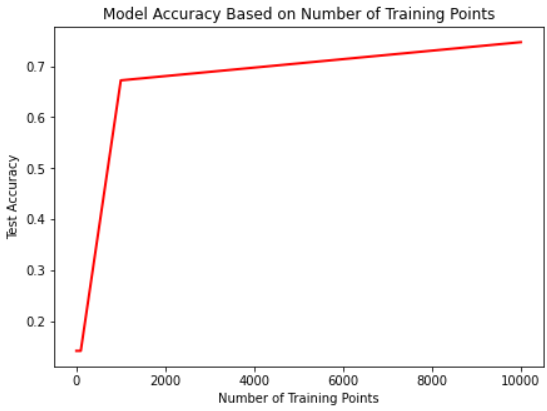 Model Accuracy Based on Number of Training Points
Test Accuracy
0.7
0.6
0.5
0.4
0.3
0.2
0 2000 4000 6000 8000 10000
Number of Training Points